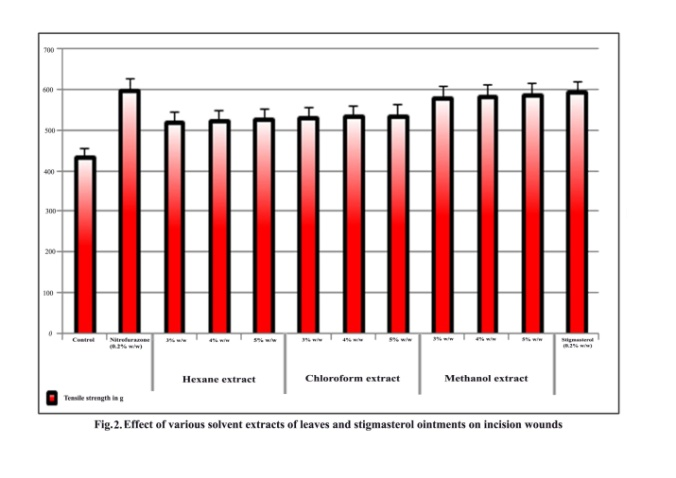 700
600
500
400
300
200
100
0
Control Nitrofurazone 3% w/w 4% w/w 5% w/w 3% w/w 4% w/w 5% w/w 3% w/w 4% w/w 5% w/w Stigmasterol
(0.2% w/w) (0.2% w/w)
Hexane extract Chloroform extract Methanol extract
Tensile strength in g
Fig.2. Effect of various solvent extracts of leaves and stigmasterol ointments on incision wounds